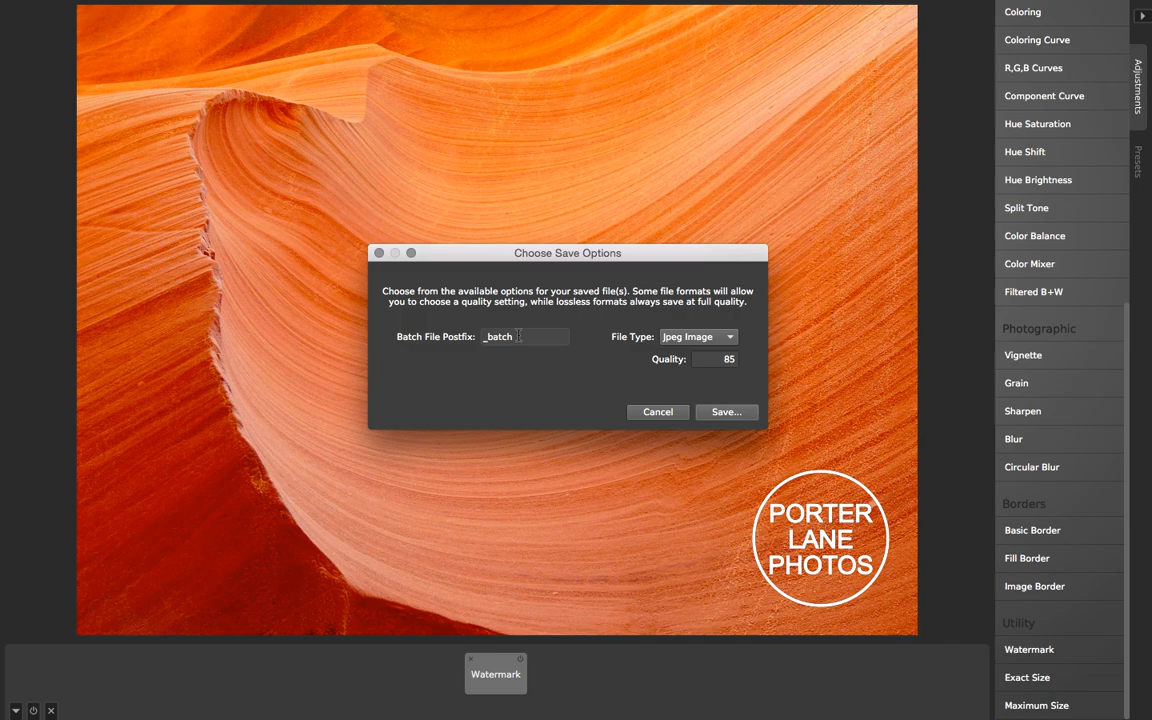 Coloring
Coloring Curve
R,G,B Curves
Component Curve
Hue Saturation
Hue Shift
Hue Brightness
Split Tone
Color Balance
Color Mixer
Filtered B+W
Photographic
Vignette
Grain
Sharpen
Blur
Circular Blur
Borders
Basic Border
Fill Border
Image Border
Utility
Watermark
Exact Size
Maximum Size
Adjustments
Presets
Choose Save Options
Choose from the available options for your saved file(s). Some file formats will allow
you to choose a quality setting, while lossless formats always save at full quality.
Batch File Postfix: _batch File Type: Jpeg Image
Quality: 85
Cancel Save...
PORTER
LANE
PHOTOS
Watermark